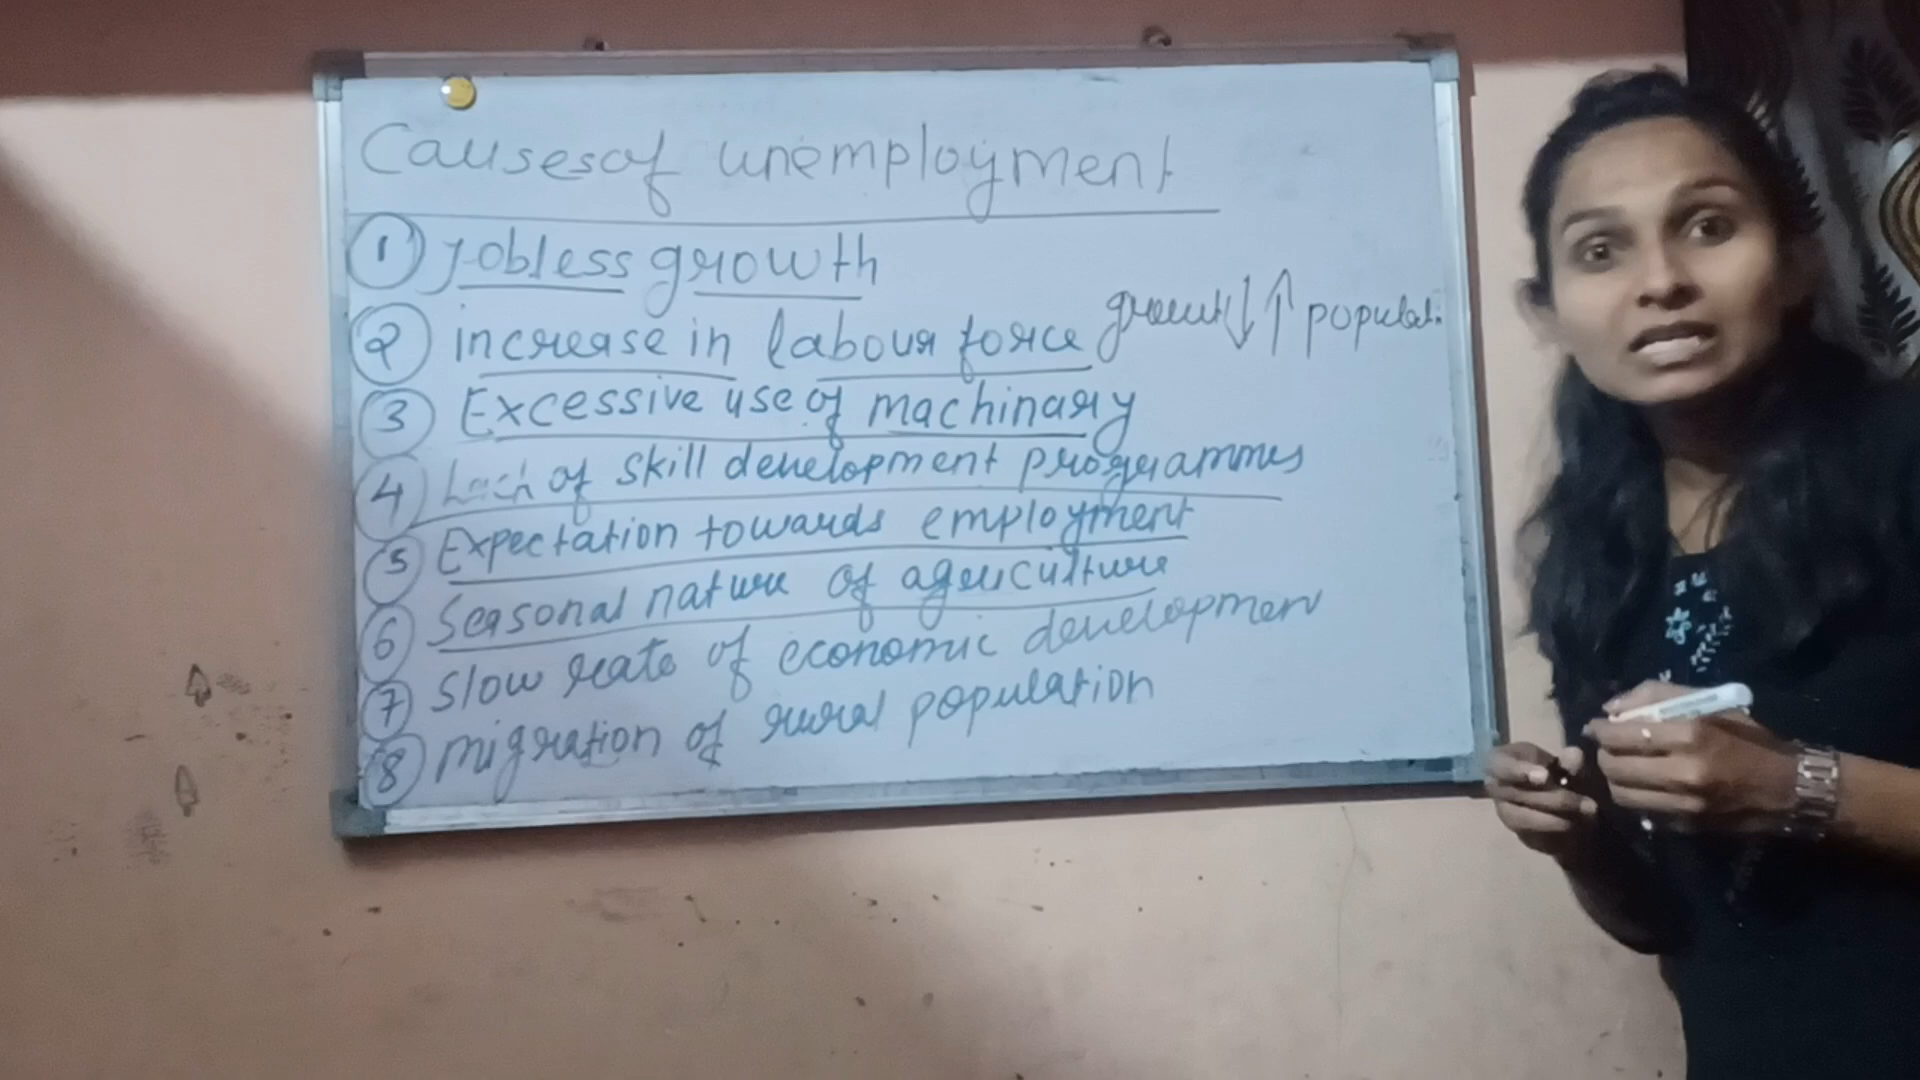 Causes of unemployment
1 Jobless growth
2 increase in labour force growt ↓ ↑ populati
3 Excessive use of machinary
4 Lack of skill development programmes
5 Expectation towards employment
6 Seasonal nature of agriculture
7 Slow rate of economic development
8 migration of rural population